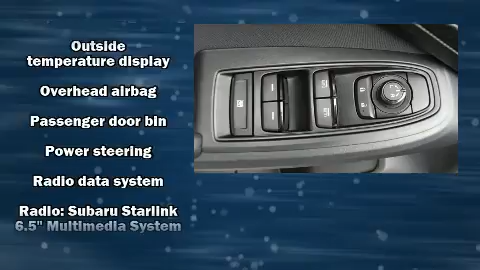 Outside
temperature display
Overhead airbag
Passenger door bin
Power steering
Radio data system
Radio: Subaru Starlink
6.5" Multimedia System